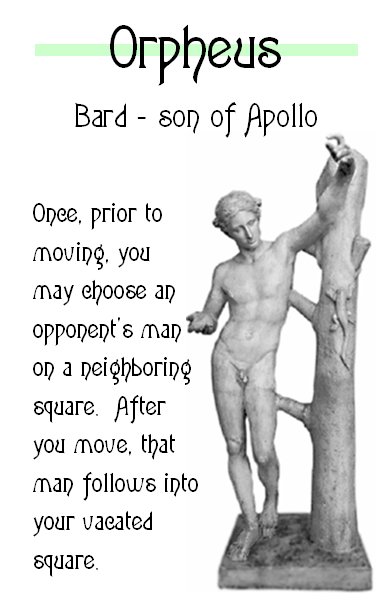 Orpheus
Bard - son of Apollo
Once, prior to
moving, you
may choose an
opponent's man
on a neighboring
square.  After
you move, that
man follows into
your vacated
square.